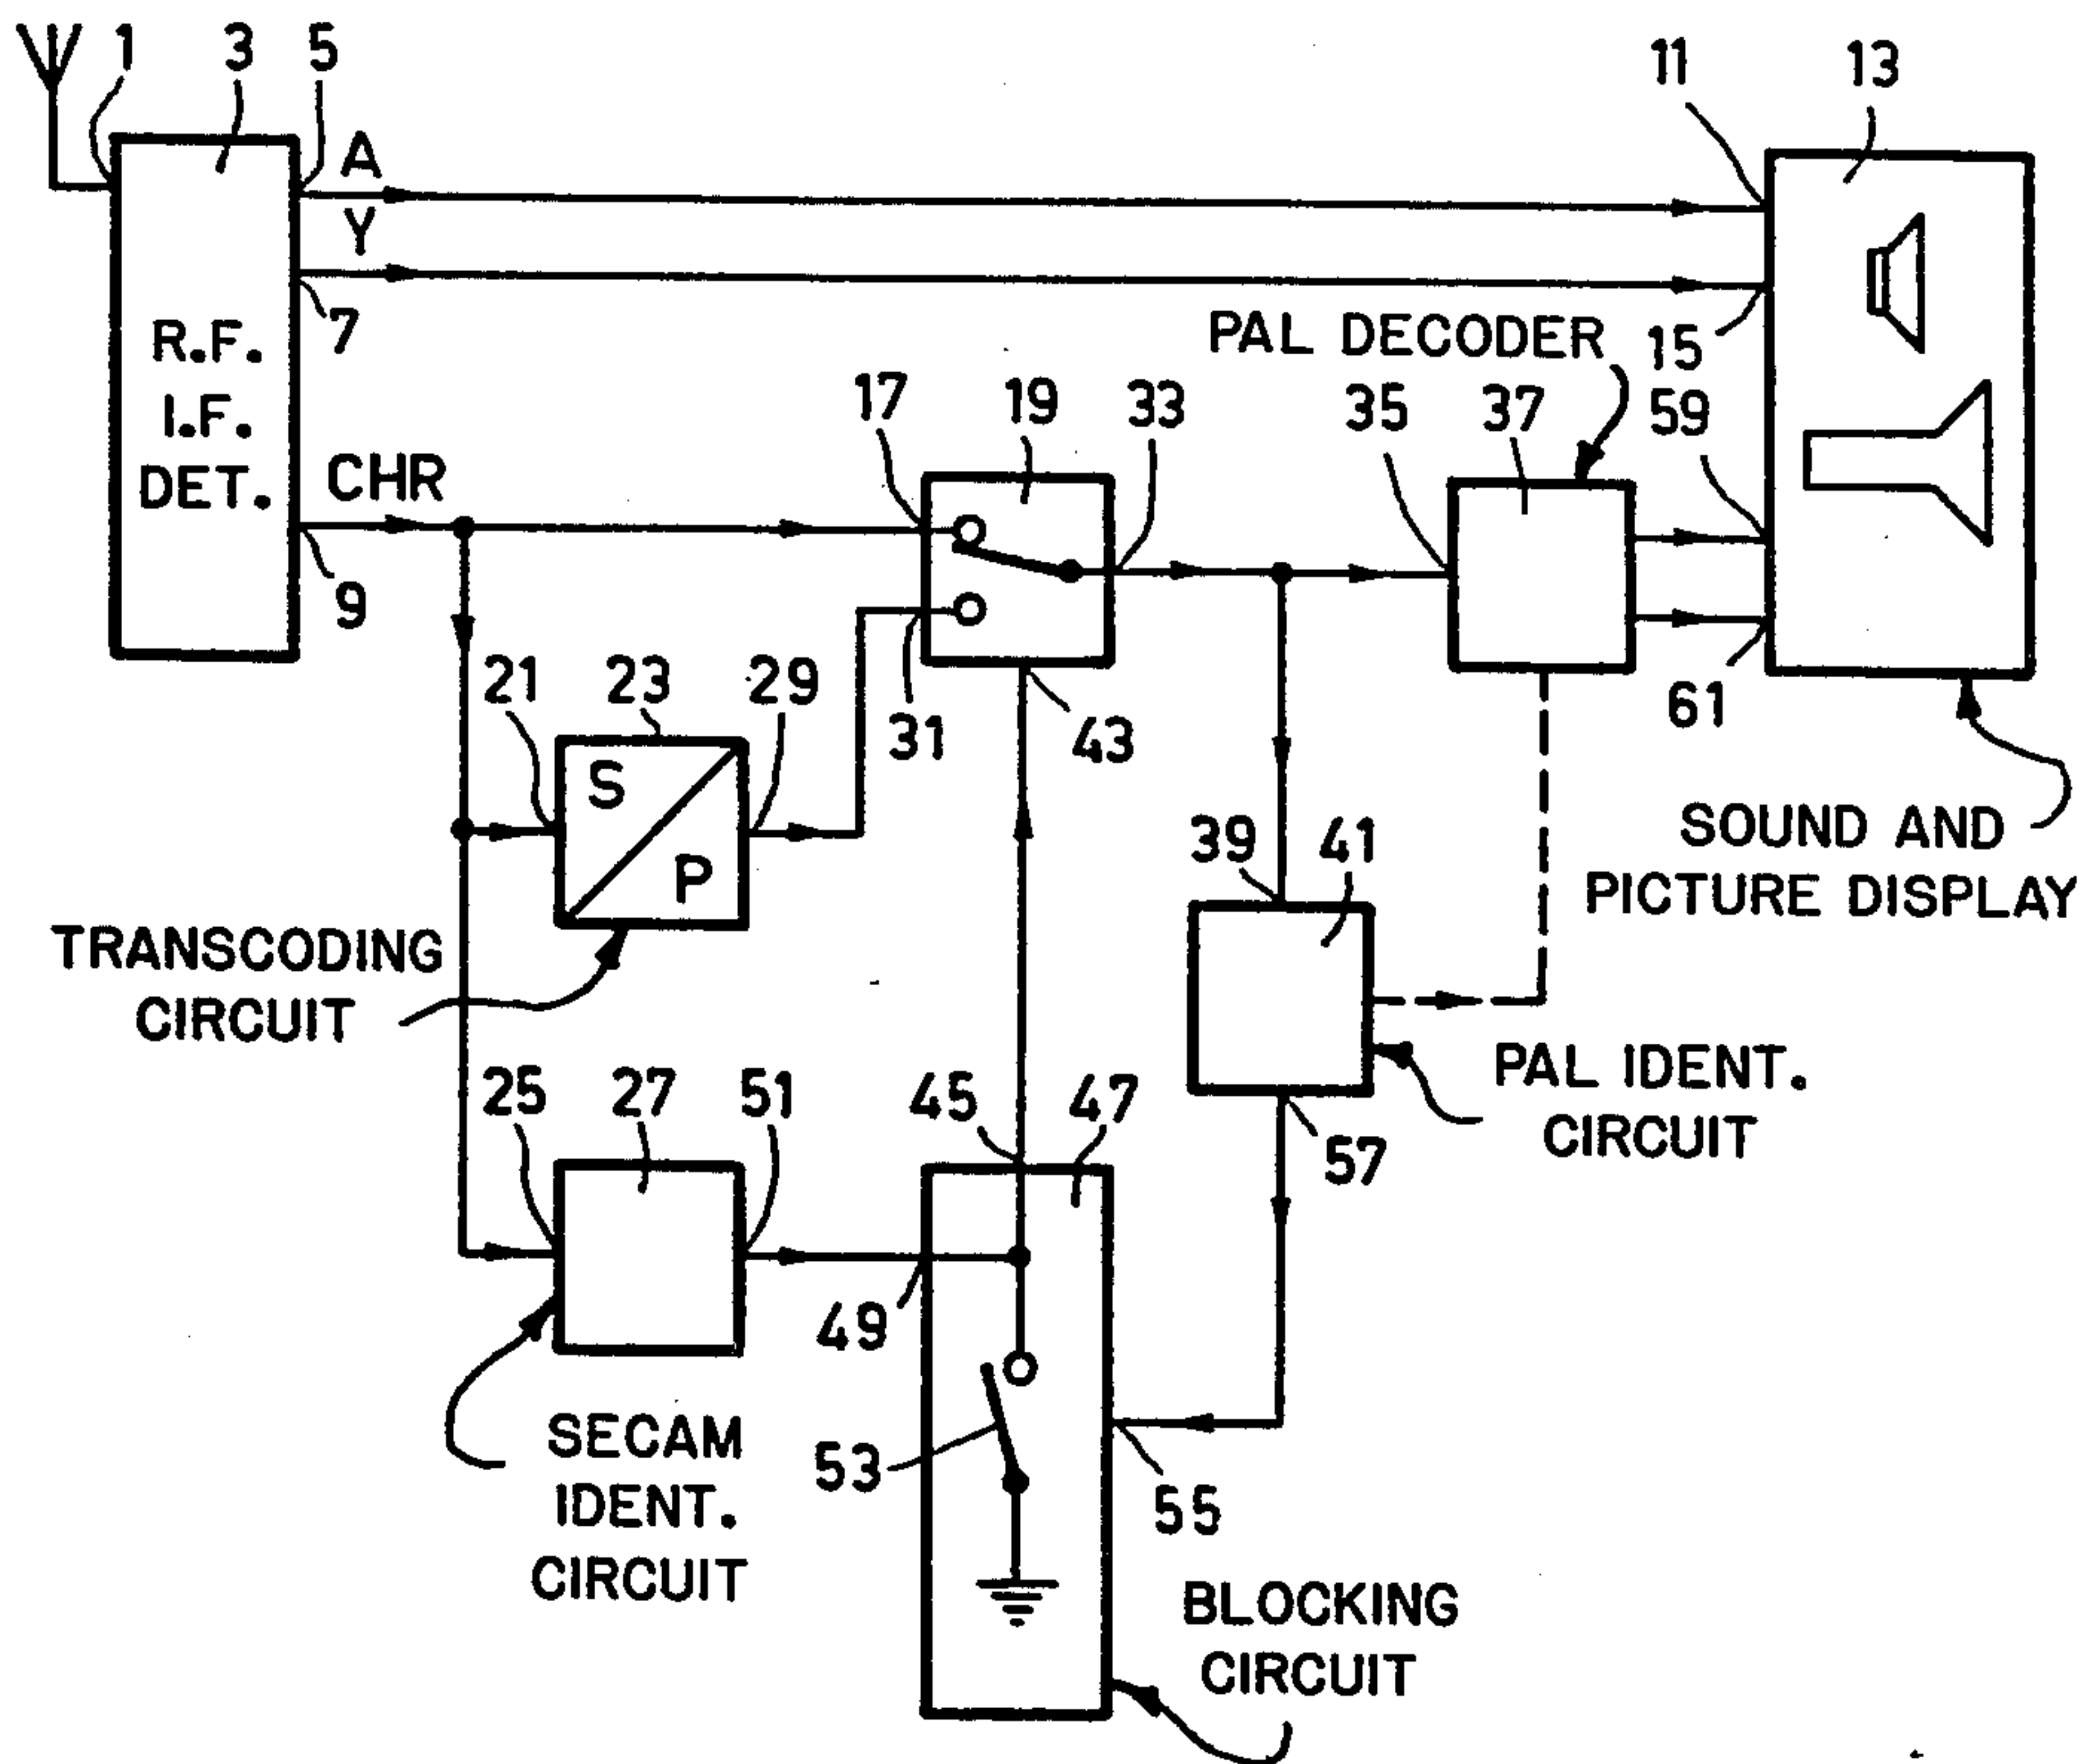 1
3
5
11
13
A
Y
R.F.
I.F.
DET.
7
PAL DECODER
15
17
19
33
35
37
59
CHR
9
21
23
29
31
43
61
S
P
39
41
SOUND AND
PICTURE DISPLAY
TRANSCODING
CIRCUIT
25
27
51
45
47
PAL IDENT.
CIRCUIT
57
49
53
55
SECAM
IDENT.
CIRCUIT
BLOCKING
CIRCUIT